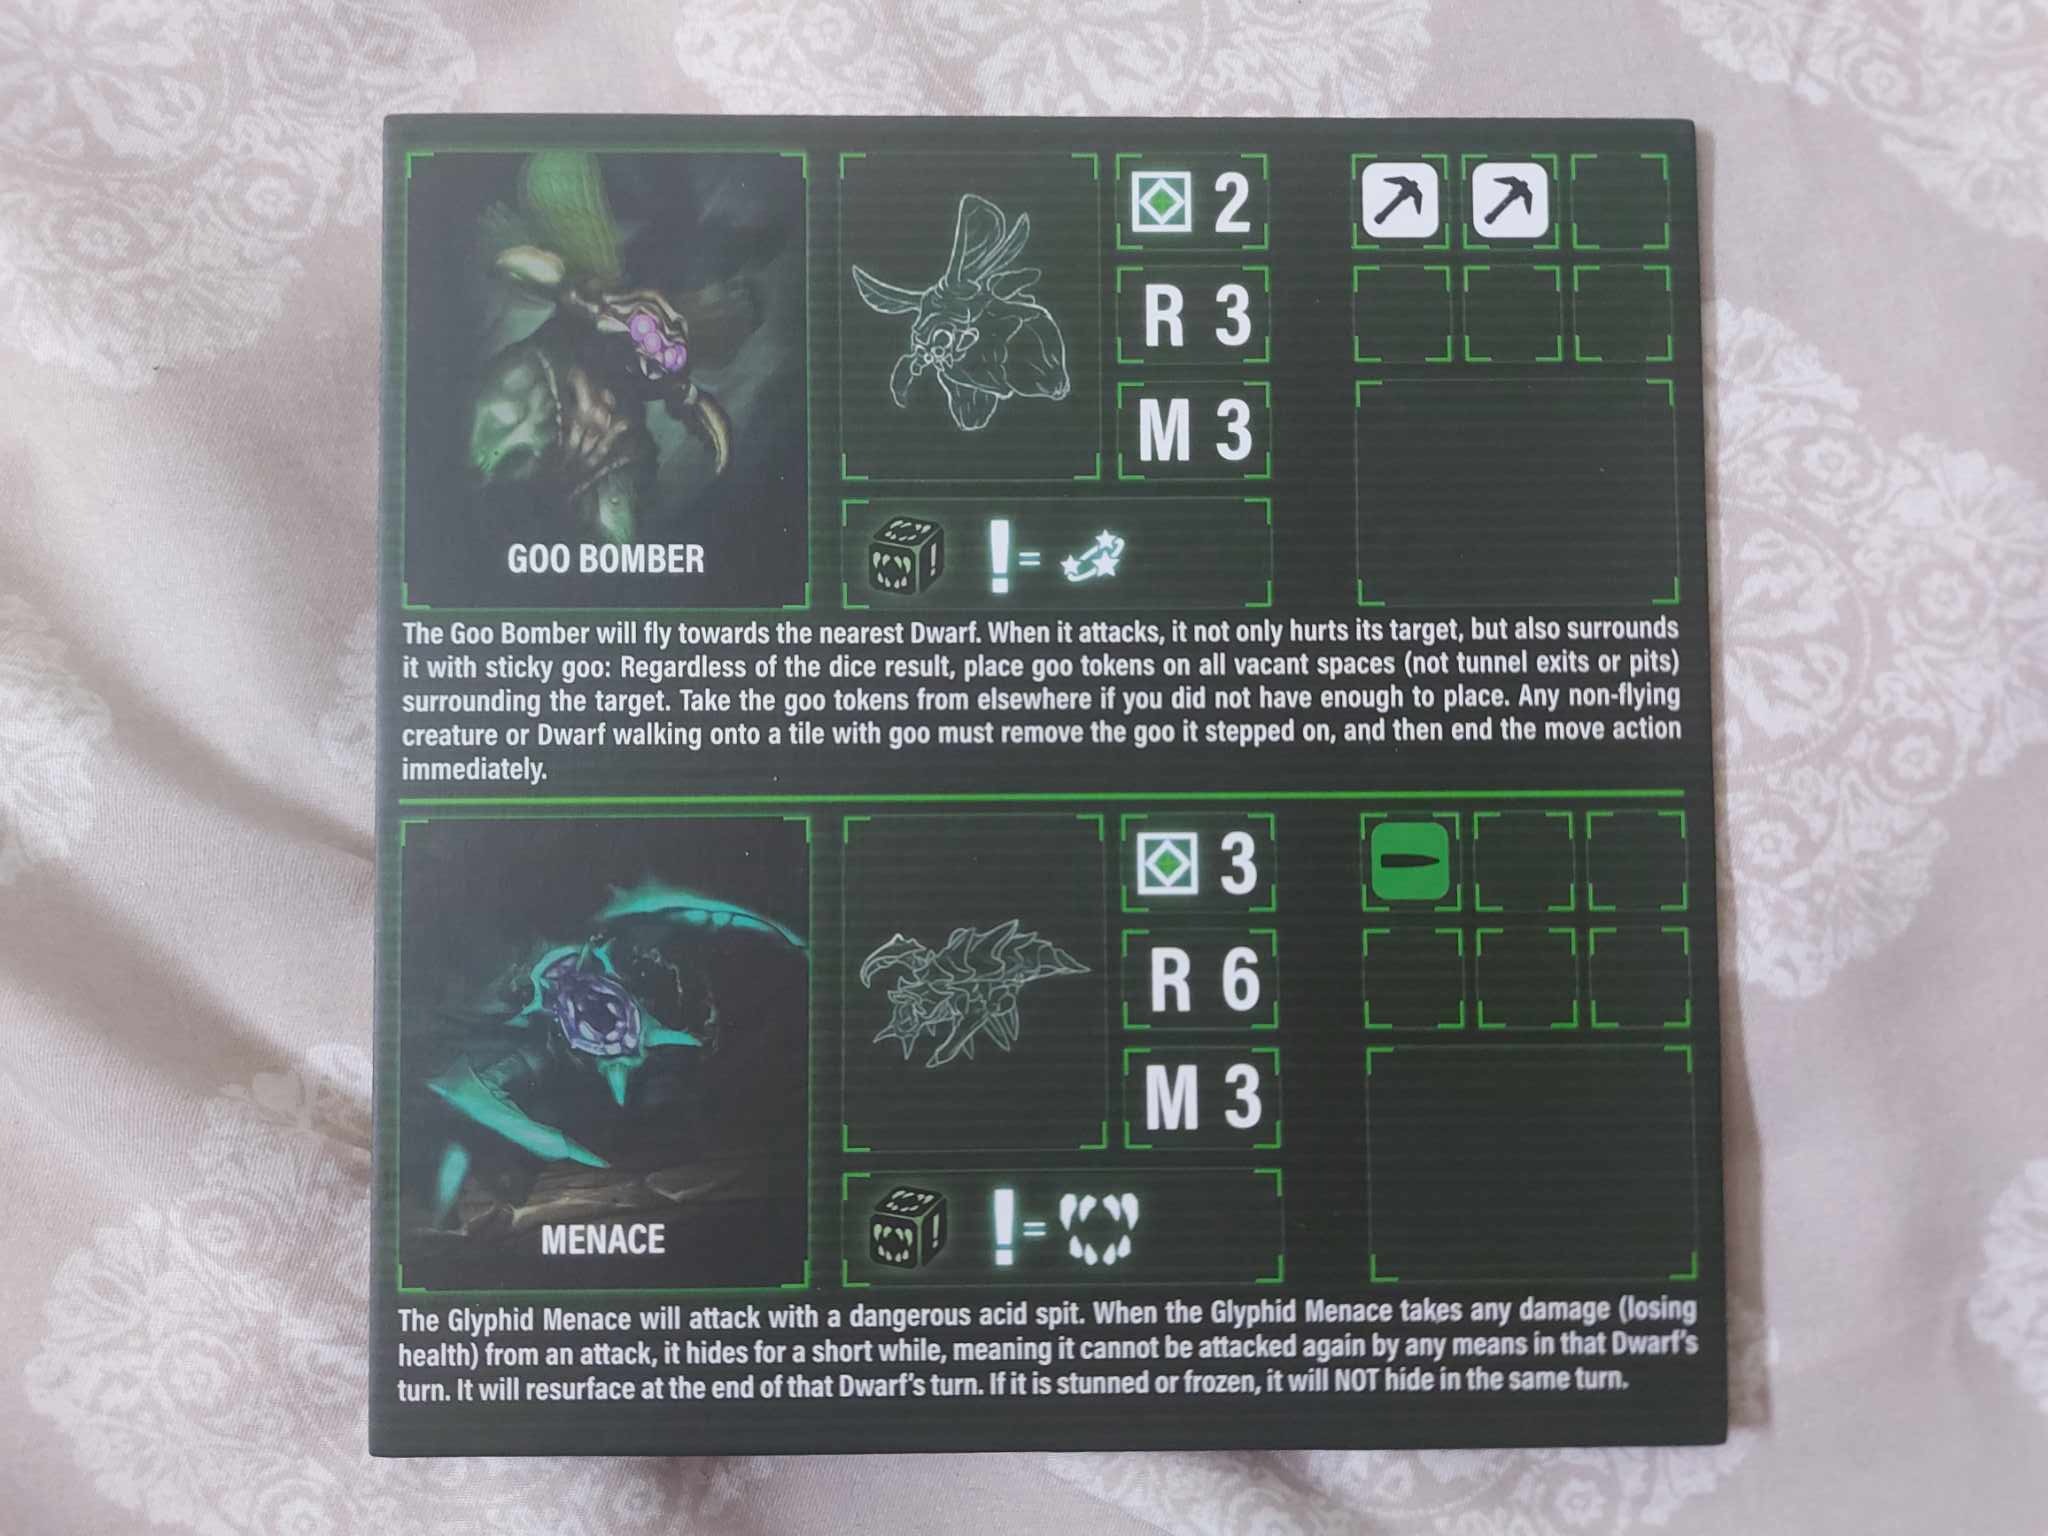 GOO BOMBER
2
R 3
M 3
! =
The Goo Bomber will fly towards the nearest Dwarf. When it attacks, it not only hurts its target, but also surrounds
it with sticky goo: Regardless of the dice result, place goo tokens on all vacant spaces (not tunnel exits or pits)
surrounding the target. Take the goo tokens from elsewhere if you did not have enough to place. Any non-flying
creature or Dwarf walking onto a tile with goo must remove the goo it stepped on, and then end the move action
immediately.
MENACE
3
R 6
M 3
! =
The Glyphid Menace will attack with a dangerous acid spit. When the Glyphid Menace takes any damage (losing
health) from an attack, it hides for a short while, meaning it cannot be attacked again by any means in that Dwarf's
turn. It will resurface at the end of that Dwarf's turn. If it is stunned or frozen, it will NOT hide in the same turn.